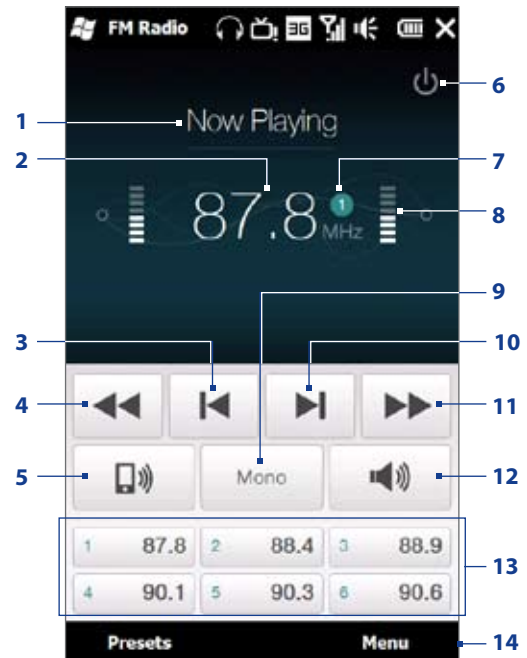 FM Radio 3G
6
1 Now Playing
2 7
87.8 1
MHz 8
9
3 10
4 11
5 Mono 12
1 87.8 2 88.4 3 88.9
13
4 90.1 5 90.3 6 90.6
Presets Menu 14